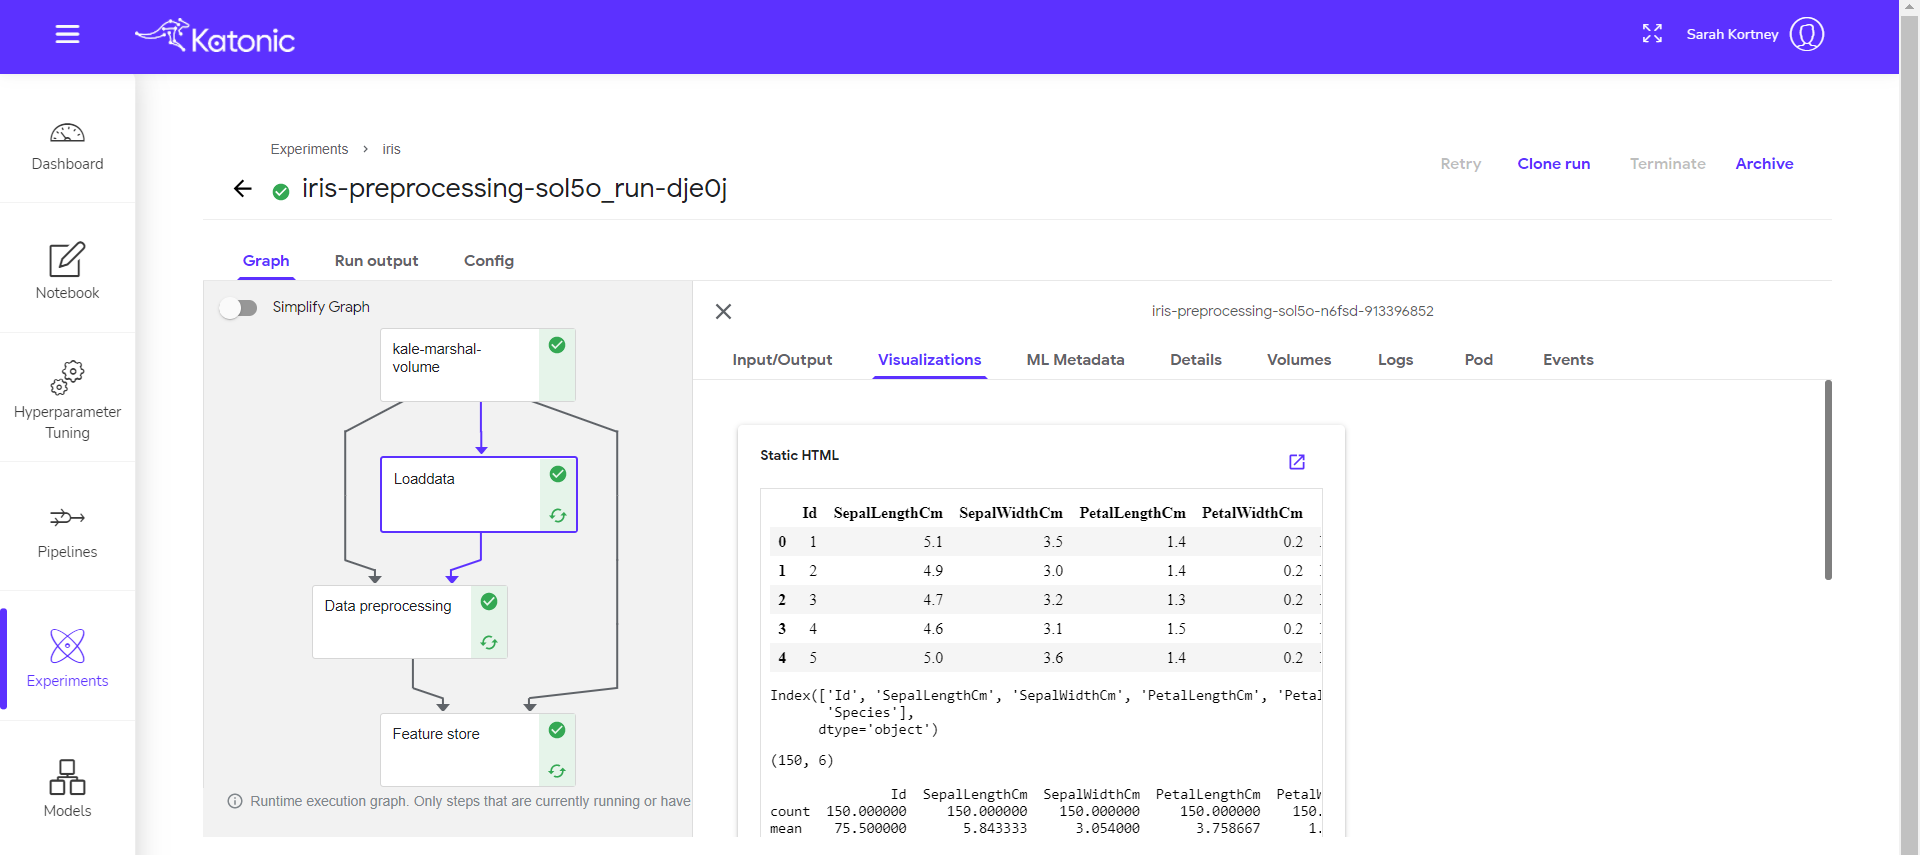 Katonic
Sarah Kortney
Dashboard
Notebook
Hyperparameter
Tuning
Pipelines
Experiments
Models
Experiments › iris
iris-preprocessing-sol5o_run-dje0j
Retry Clone run Terminate Archive
Graph Run output Config
Simplify Graph
kale-marshal-
volume
Loaddata
Data preprocessing
Feature store
Runtime execution graph. Only steps that are currently running or have
iris-preprocessing-sol5o-n6fsd-913396852
Input/Output Visualizations ML Metadata Details Volumes Logs Pod Events
Static HTML
Id SepalLengthCm SepalWidthCm PetalLengthCm PetalWidthCm
0 1 5.1 3.5 1.4 0.2
1 2 4.9 3.0 1.4 0.2
2 3 4.7 3.2 1.3 0.2
3 4 4.6 3.1 1.5 0.2
4 5 5.0 3.6 1.4 0.2
Index(['Id', 'SepalLengthCm', 'SepalWidthCm', 'PetalLengthCm', 'Petal
'Species'],
dtype='object')
(150, 6)
Id SepalLengthCm SepalWidthCm PetalLengthCm PetalW
count 150.000000 150.000000 150.000000 150.000000 150.
mean 75.500000 5.843333 3.054000 3.758667 1.